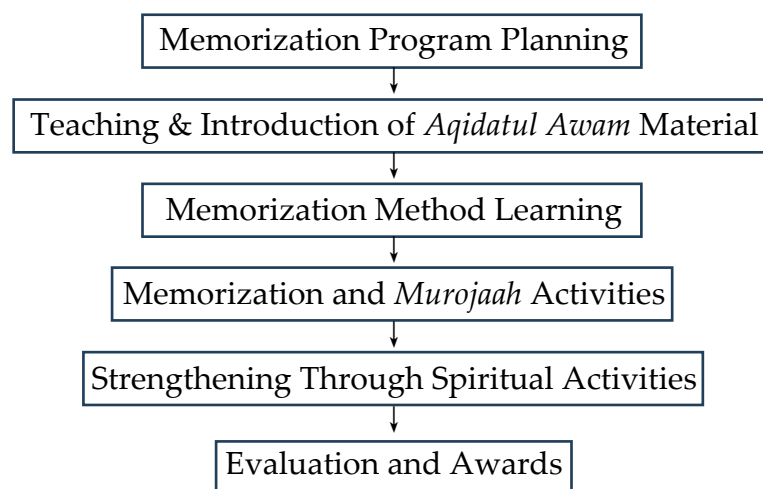 Memorization Program Planning
Teaching & Introduction of Aqidatul Awam Material
Memorization Method Learning
Memorization and Murojaah Activities
Strengthening Through Spiritual Activities
Evaluation and Awards